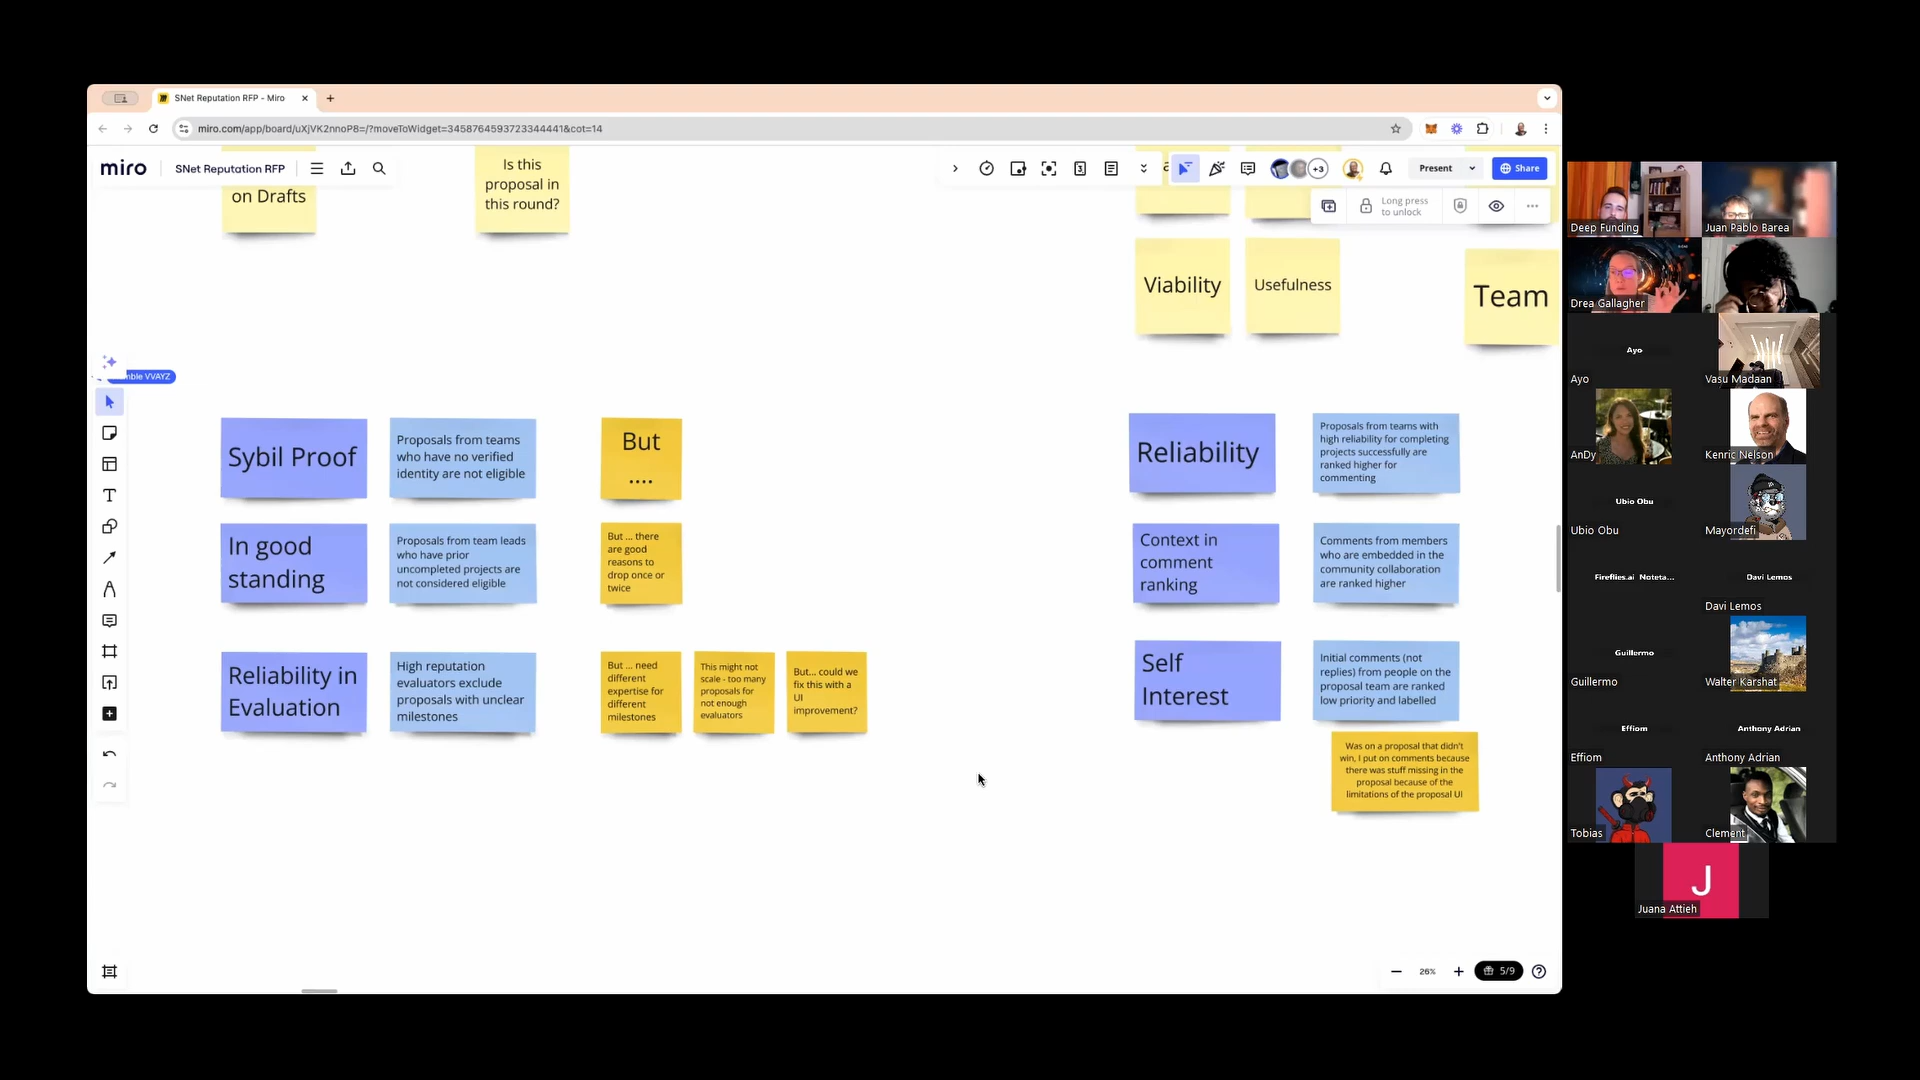 SNet Reputation RFP - Miro
miro.com/app/board/uXjVK2nnoP8=/?moveToWidget=3458764593723344441&cot=14
miro
SNet Reputation RFP
+3
Present
Share
Long press
to unlock
on Drafts
Is this
proposal in
this round?
Viability
Usefulness
Team
mble VVAYZ
Sybil Proof
Proposals from teams
who have no verified
identity are not eligible
But
....
In good
standing
Proposals from team leads
who have prior
uncompleted projects are
not considered eligible
But ... there
are good
reasons to
drop once or
twice
Reliability in
Evaluation
High reputation
evaluators exclude
proposals with unclear
milestones
But ... need
different
expertise for
different
milestones
This might not
scale - too many
proposals for
not enough
evaluators
But... could we
fix this with a
UI
improvement?
Reliability
Proposals from teams with
high reliability for completing
projects successfully are
ranked higher for
commenting
Context in
comment
ranking
Comments from members
who are embedded in the
community collaboration
are ranked higher
Self
Interest
Initial comments (not
replies) from people on the
proposal team are ranked
low priority and labelled
Was on a proposal that didn't
win, I put on comments because
there was stuff missing in the
proposal because of the
limitations of the proposal UI
26%
5/9
Deep Funding
Juan Pablo Barea
Drea Gallagher
Ayo
Ayo
Vasu Madaan
AnDy
Kenric Nelson
Ubio Obu
Ubio Obu
Mayordefi
Fireflies.ai Noteta...
Davi Lemos
Davi Lemos
Guillermo
Guillermo
Walter Karshat
Effiom
Effiom
Anthony Adrian
Anthony Adrian
Tobias
Clement
J
Juana Attieh